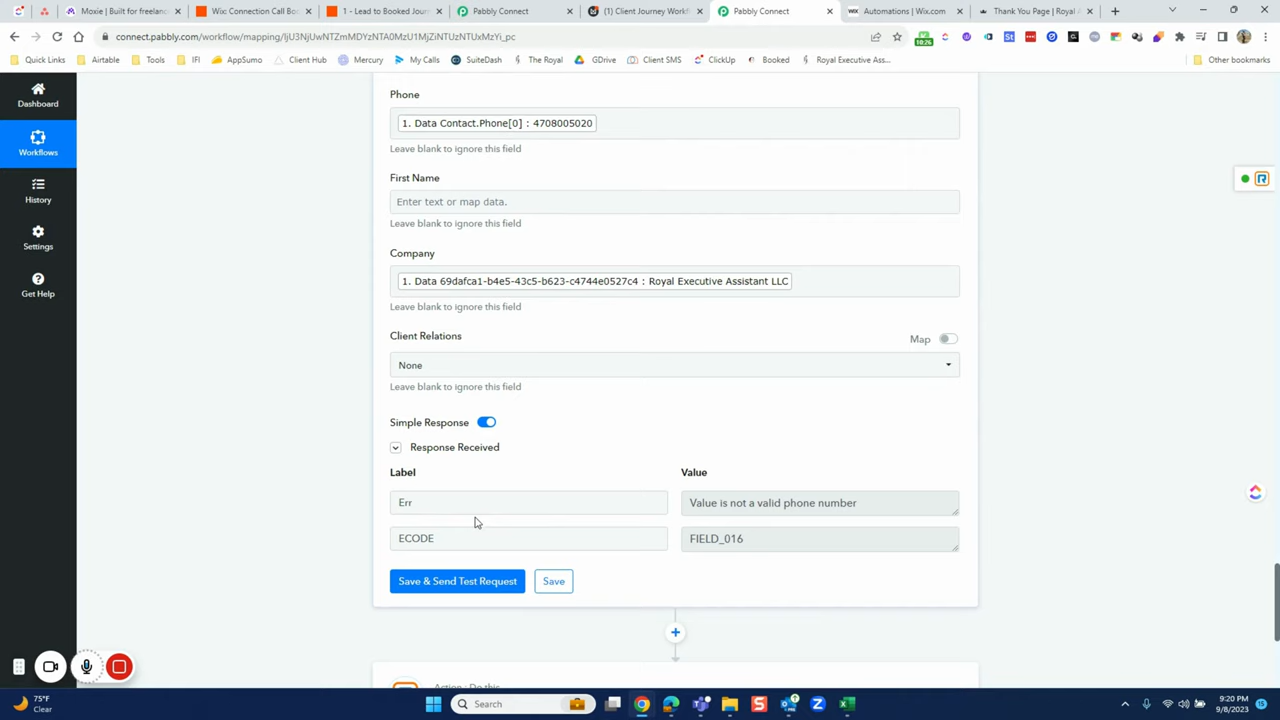 Moxie | Built for freelanc
Wix Connection Call Bo
1 - Lead to Booked Journ
Pabbly Connect
(1) Client Journey Workf
Pabbly Connect
Automations | Wix.com
Thank You Page | Royal A
connect.pabbly.com/workflow/mapping/IjU3NjUwNTZmMDYzNTA0MzU1MjZiNTUzNTUxMzYi_pc
10:26
Quick Links
Airtable
Tools
IFI
AppSumo
Client Hub
Mercury
My Calls
SuiteDash
The Royal
GDrive
Client SMS
ClickUp
Booked
Royal Executive Ass...
Other bookmarks
Dashboard
Workflows
History
Settings
Get Help
Phone
1. Data Contact.Phone[0] : 4708005020
Leave blank to ignore this field
First Name
Enter text or map data.
Leave blank to ignore this field
Company
1. Data 69dafca1-b4e5-43c5-b623-c4744e0527c4 : Royal Executive Assistant LLC
Leave blank to ignore this field
Client Relations
Map
None
Leave blank to ignore this field
Simple Response
Response Received
Label
Value
Err
Value is not a valid phone number
ECODE
FIELD_016
Save & Send Test Request
Save
Action : Do this
75°F
Clear
Search
9:20 PM
9/8/2023